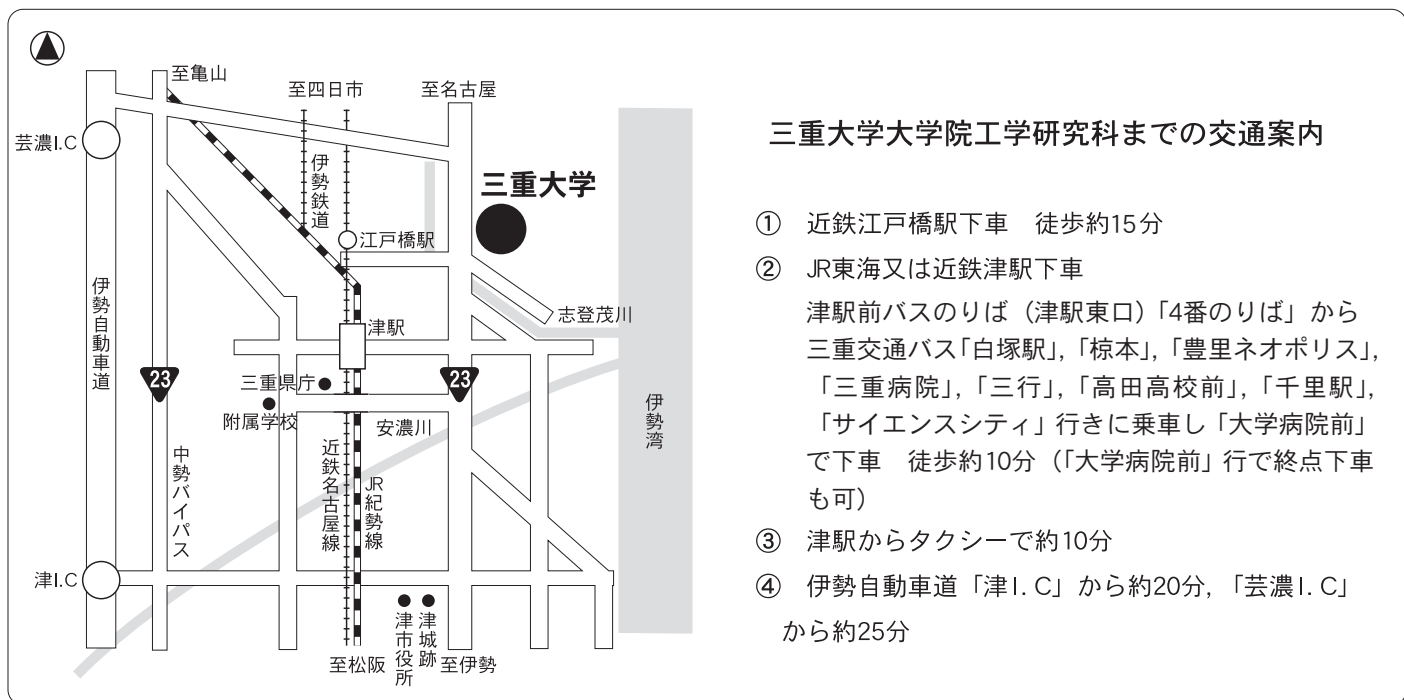 至亀山
至四日市
至名古屋
芸濃I.C
伊勢鉄道
三重大学
江戸橋駅
伊勢自動車道
志登茂川
津駅
23
23
三重県庁
附属学校
安濃川
伊勢湾
中勢バイパス
近鉄名古屋線
JR紀勢線
津I.C
津市役所
津城跡
至松阪
至伊勢
三重大学大学院工学研究科までの交通案内
① 近鉄江戸橋駅下車 徒歩約15分
② JR東海又は近鉄津駅下車
津駅前バスのりば（津駅東口）「4番のりば」から
三重交通バス「白塚駅」，「椋本」，「豊里ネオポリス」，
「三重病院」，「三行」，「高田高校前」，「千里駅」，
「サイエンスシティ」行きに乗車し「大学病院前」
で下車 徒歩約10分（「大学病院前」行で終点下車
も可）
③ 津駅からタクシーで約10分
④ 伊勢自動車道「津I.C」から約20分，「芸濃I.C」
から約25分